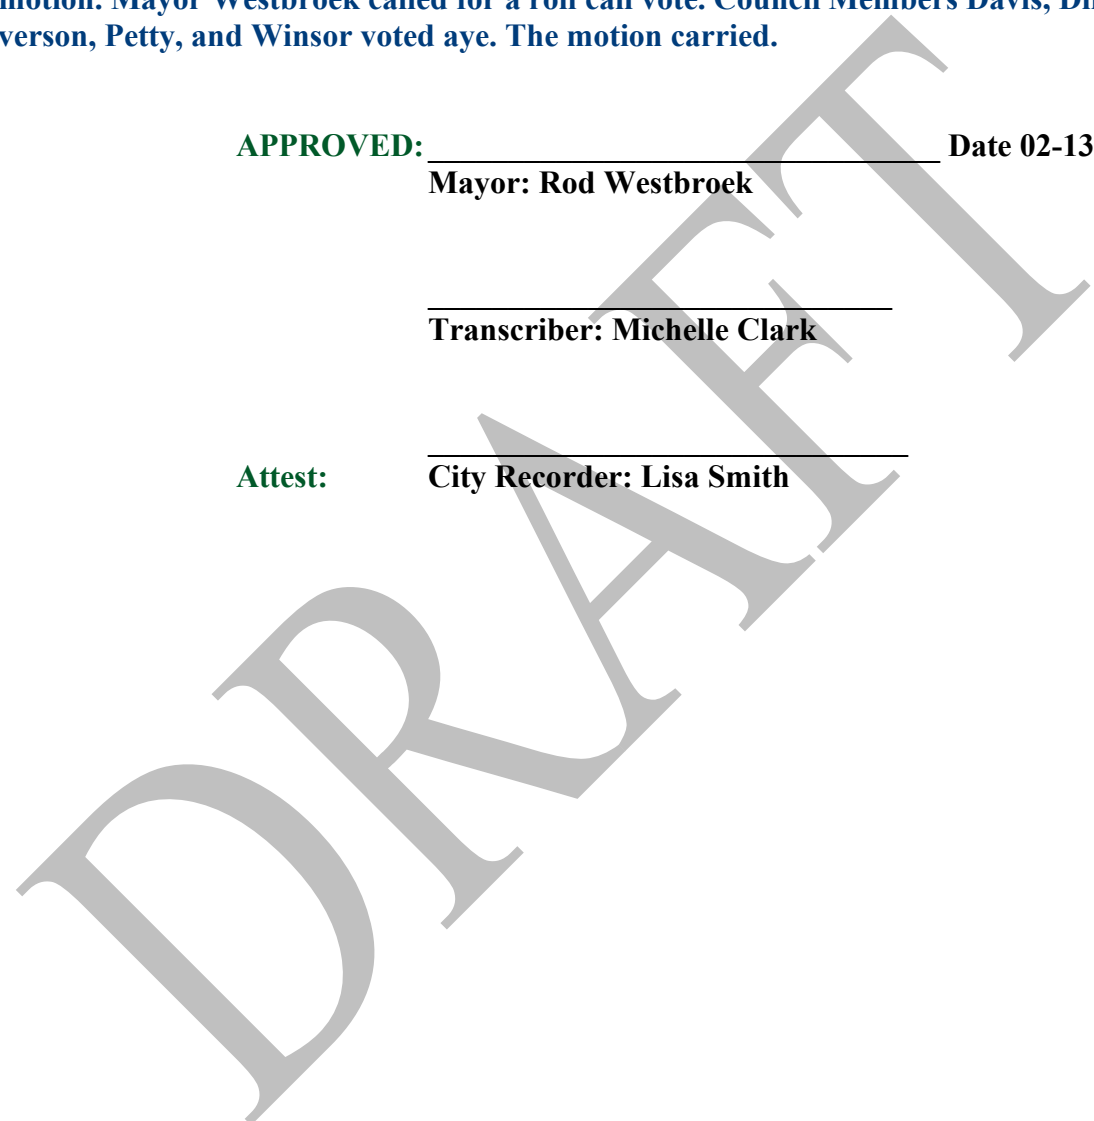 motion. Mayor Westbroek called for a roll call vote. Council Members Davis,
verson, Petty, and Winsor voted aye. The motion carried.
APPROVED: Date 02-13
Mayor: Rod Westbroek
Transcriber: Michelle Clark
Attest: City Recorder: Lisa Smith
DRAFT